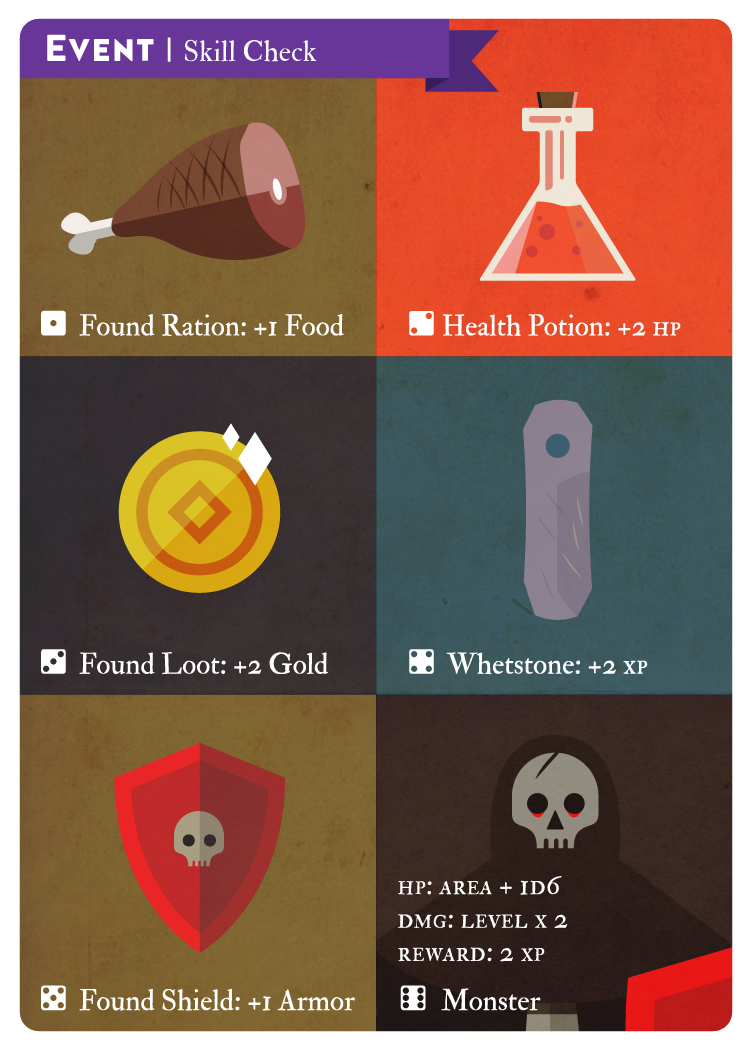 EVENT | Skill Check
Found Ration: +1 Food
Health Potion: +2 HP
Found Loot: +2 Gold
Whetstone: +2 XP
Found Shield: +1 Armor
HP: AREA + 1D6
DMG: LEVEL X 2
REWARD: 2 XP
Monster